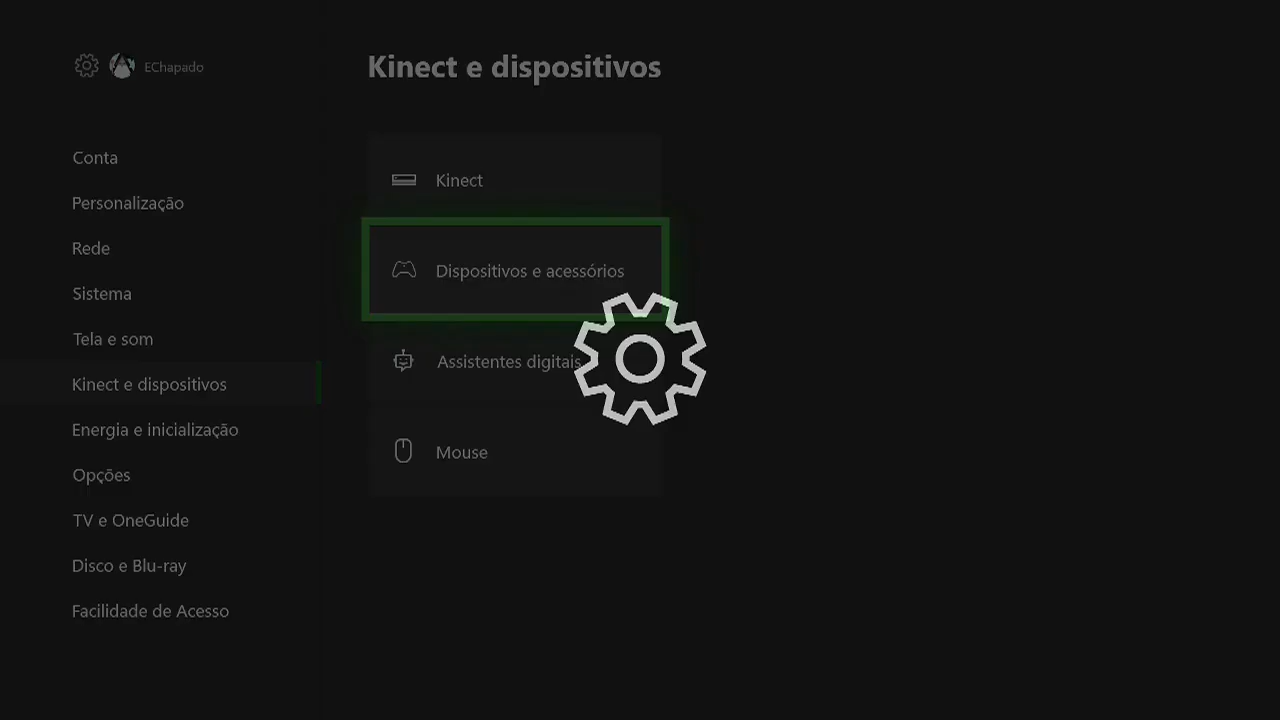 EChapado
Conta
Personalização
Rede
Sistema
Tela e som
Kinect e dispositivos
Energia e inicialização
Opções
TV e OneGuide
Disco e Blu-ray
Facilidade de Acesso
Kinect e dispositivos
Kinect
Dispositivos e acessórios
Assistentes digitais
Mouse